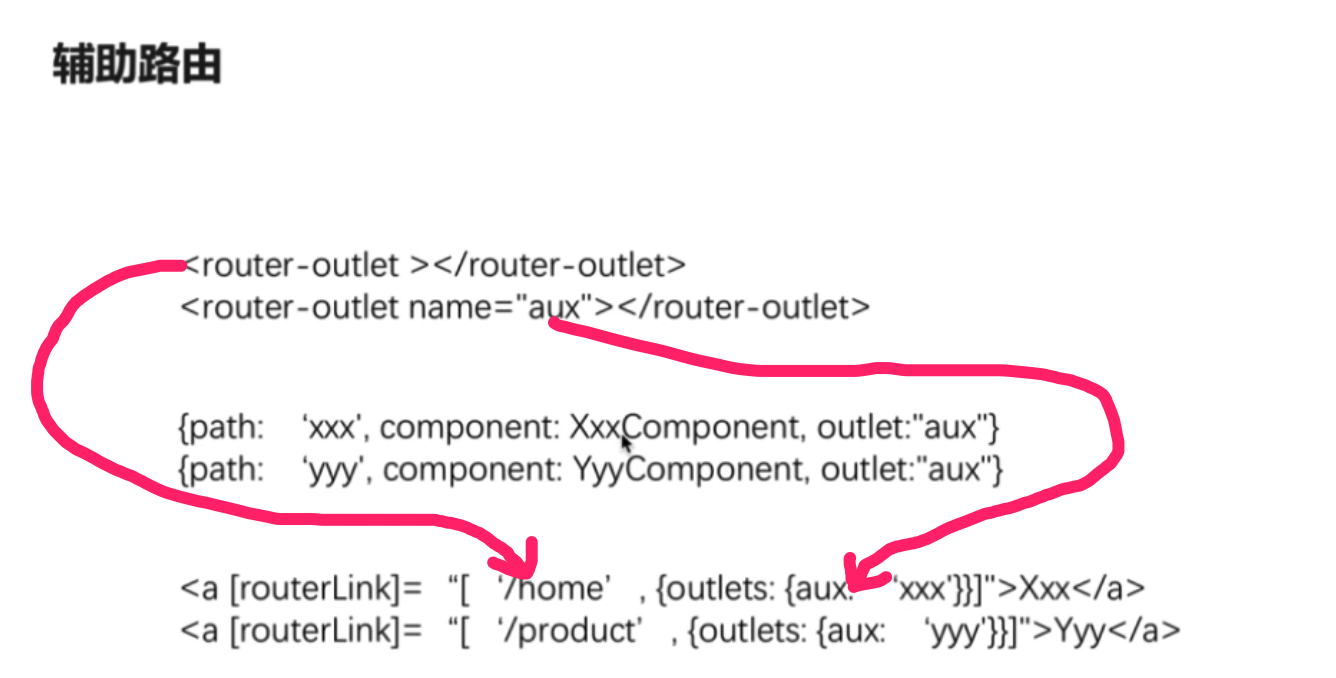 辅助路由
<router-outlet ></router-outlet>
<router-outlet name="aux"></router-outlet>
{path: ‘xxx’, component: XxxComponent, outlet:"aux"}
{path: ‘yyy’, component: YyyComponent, outlet:"aux"}
<a [routerLink]= “[ ‘/home’ , {outlets: {aux: ‘xxx’}}]">Xxx</a>
<a [routerLink]= “[ ‘/product’ , {outlets: {aux: ‘yyy’}}]">Yyy</a>